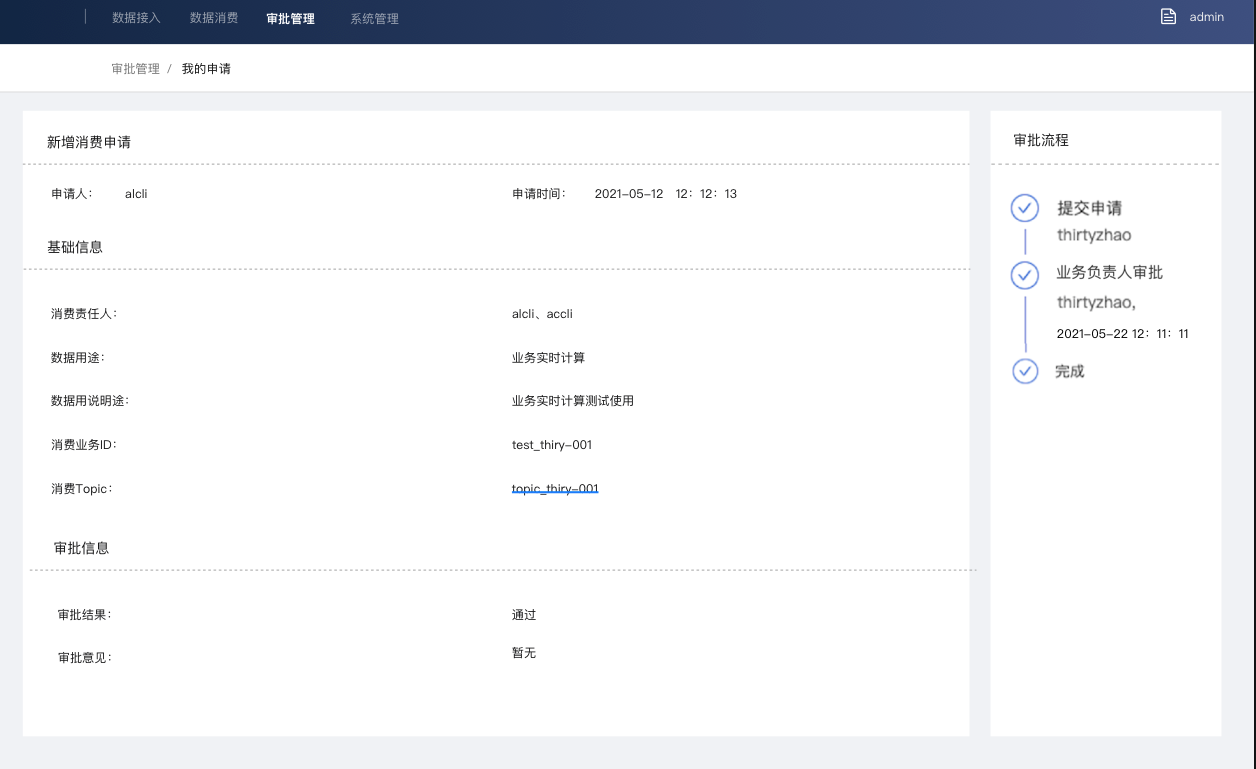 数据接入 数据消费 审批管理 系统管理 admin
审批管理 / 我的申请
新增消费申请
申请人： alcli 申请时间： 2021-05-12 12：12：13
基础信息
消费责任人： alcli、accli
数据用途： 业务实时计算
数据用说明途： 业务实时计算测试使用
消费业务ID： test_thiry-001
消费Topic： topic_thiry-001
审批信息
审批结果： 通过
审批意见： 暂无
审批流程
提交申请
thirtyzhao
业务负责人审批
thirtyzhao,
2021-05-22 12：11：11
完成